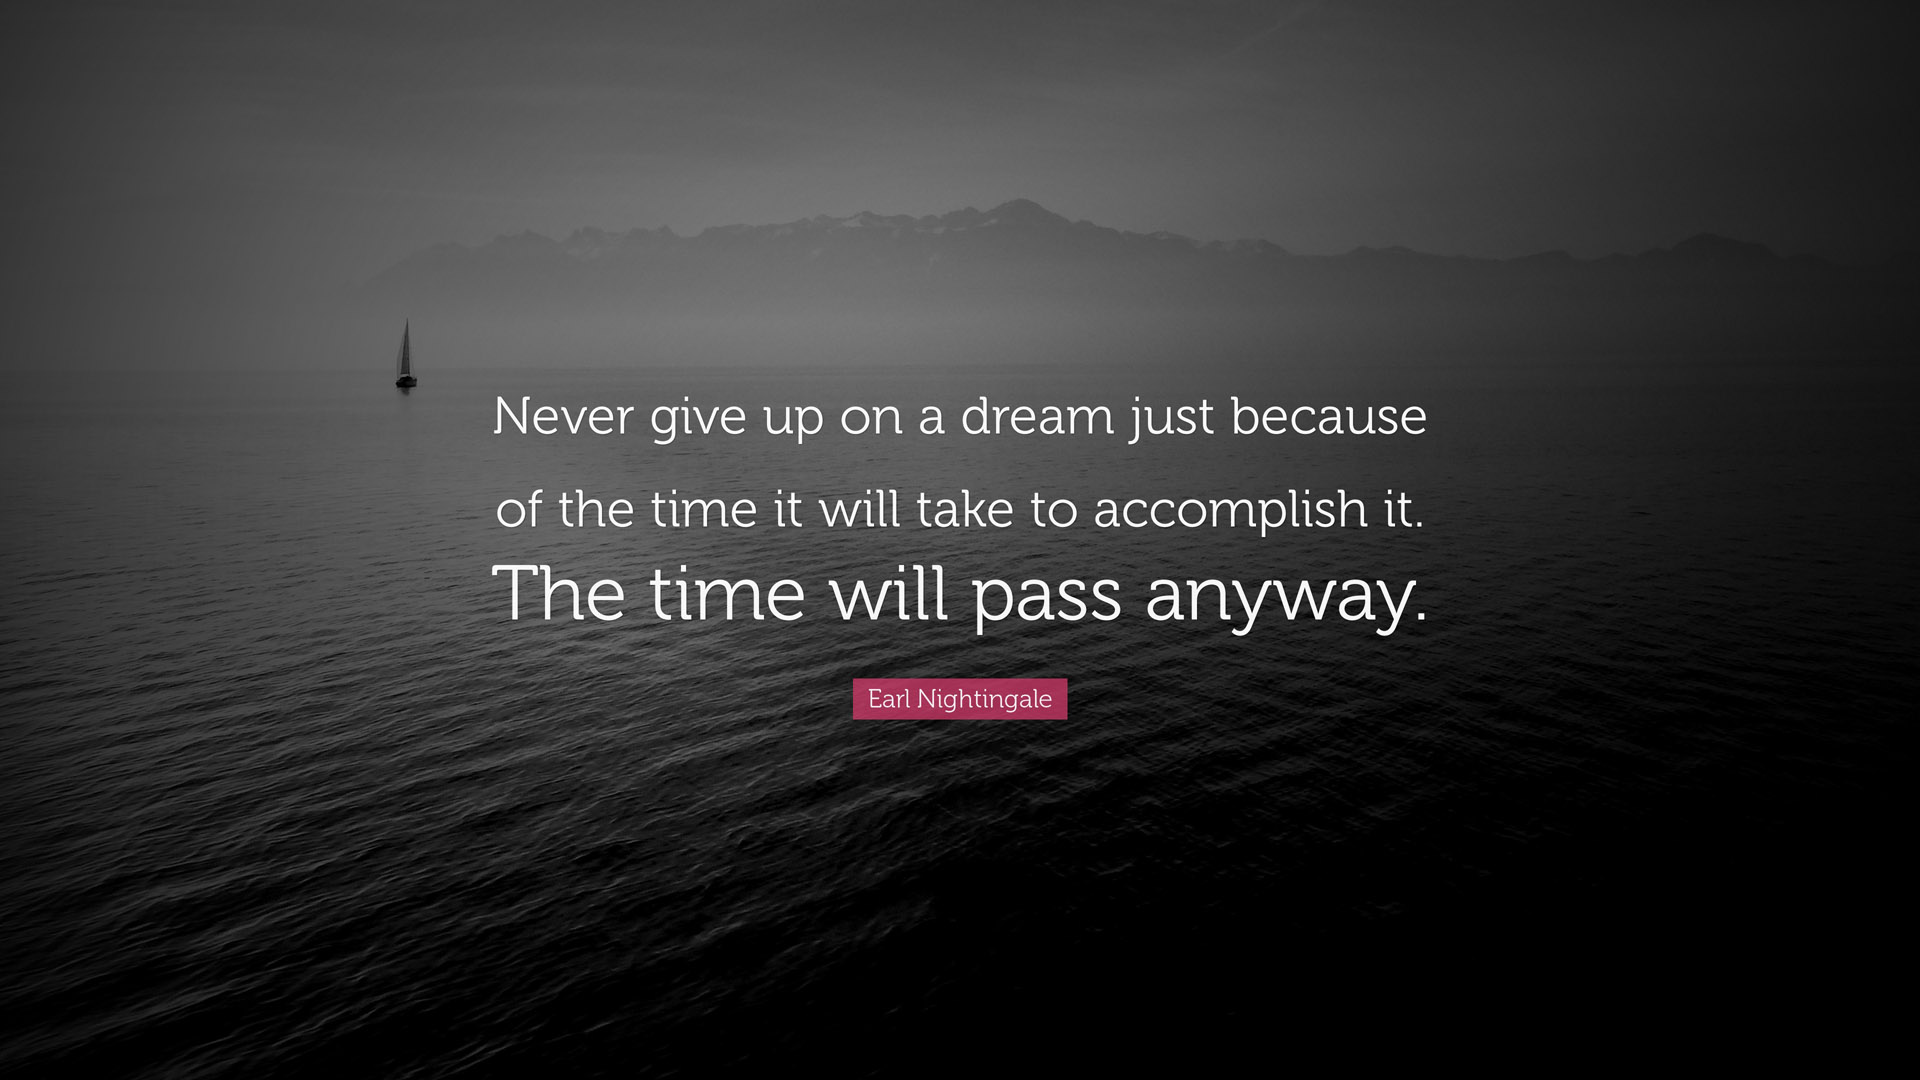 Never give up on a dream just because
of the time it will take to accomplish it.
The time will pass anyway.
Earl Nightingale